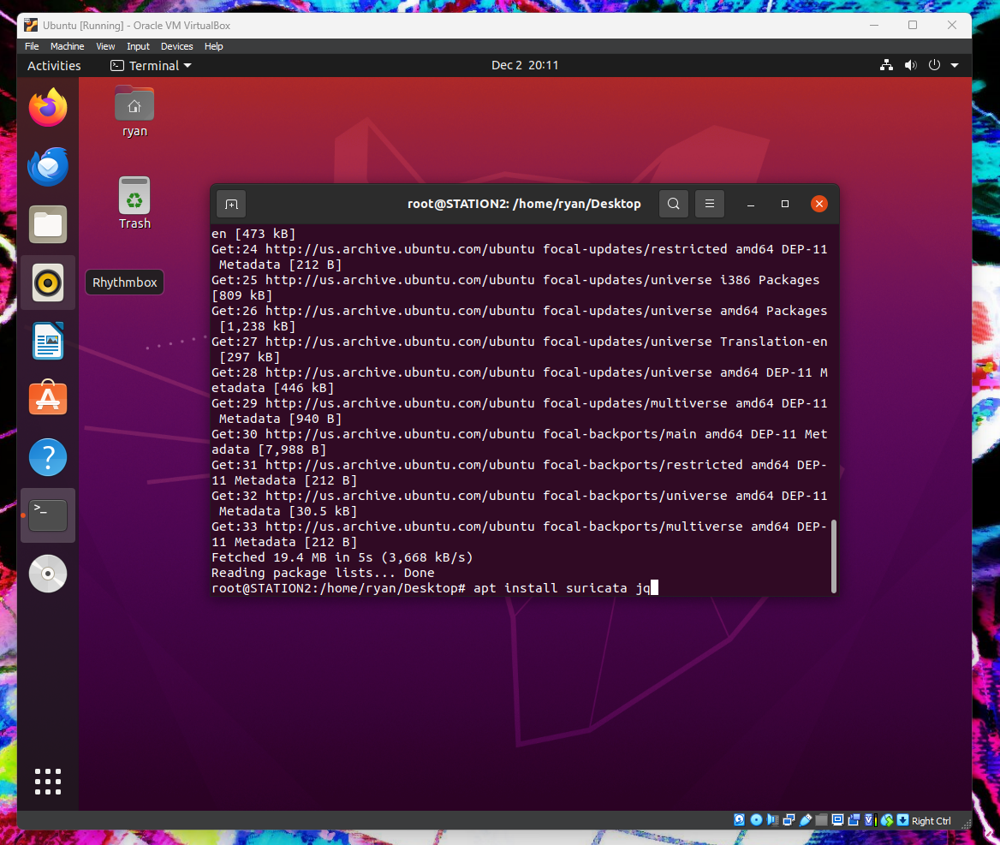 Ubuntu [Running] - Oracle VM VirtualBox
File Machine View Input Devices Help
Activities Terminal Dec 2 20:11
ryan
Trash
Rhythmbox
root@STATION2: /home/ryan/Desktop
en [473 kB]
Get:24 http://us.archive.ubuntu.com/ubuntu focal-updates/restricted amd64 DEP-11
Metadata [212 B]
Get:25 http://us.archive.ubuntu.com/ubuntu focal-updates/universe i386 Packages
[809 kB]
Get:26 http://us.archive.ubuntu.com/ubuntu focal-updates/universe amd64 Packages
[1,238 kB]
Get:27 http://us.archive.ubuntu.com/ubuntu focal-updates/universe Translation-en
[297 kB]
Get:28 http://us.archive.ubuntu.com/ubuntu focal-updates/universe amd64 DEP-11 M
etadata [446 kB]
Get:29 http://us.archive.ubuntu.com/ubuntu focal-updates/multiverse amd64 DEP-11
Metadata [940 B]
Get:30 http://us.archive.ubuntu.com/ubuntu focal-backports/main amd64 DEP-11 Met
adata [7,988 B]
Get:31 http://us.archive.ubuntu.com/ubuntu focal-backports/restricted amd64 DEP-
11 Metadata [212 B]
Get:32 http://us.archive.ubuntu.com/ubuntu focal-backports/universe amd64 DEP-11
Metadata [30.5 kB]
Get:33 http://us.archive.ubuntu.com/ubuntu focal-backports/multiverse amd64 DEP-
11 Metadata [212 B]
Fetched 19.4 MB in 5s (3,668 kB/s)
Reading package lists... Done
root@STATION2:/home/ryan/Desktop# apt install suricata jq
Right Ctrl